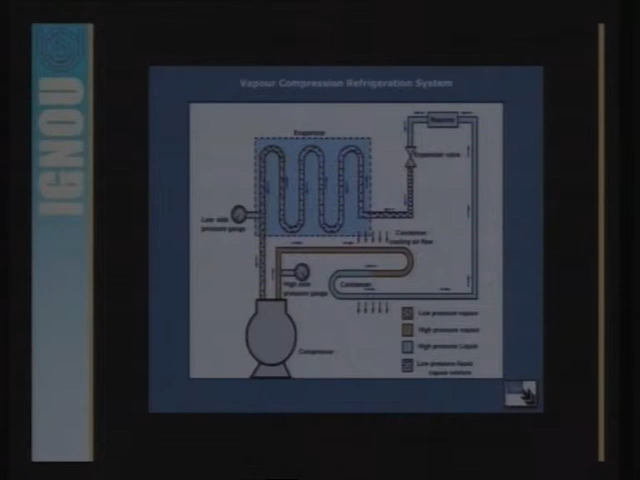 IGNOU
Vapour Compression Refrigeration System
Evaporator
Receiver
Expansion valve
Low side
pressure gauge
Condenser
cooling air flow
High side
pressure gauge
Condenser
Compressor
Low pressure vapour
High pressure vapour
High pressure Liquid
Low pressure liquid
vapour mixture